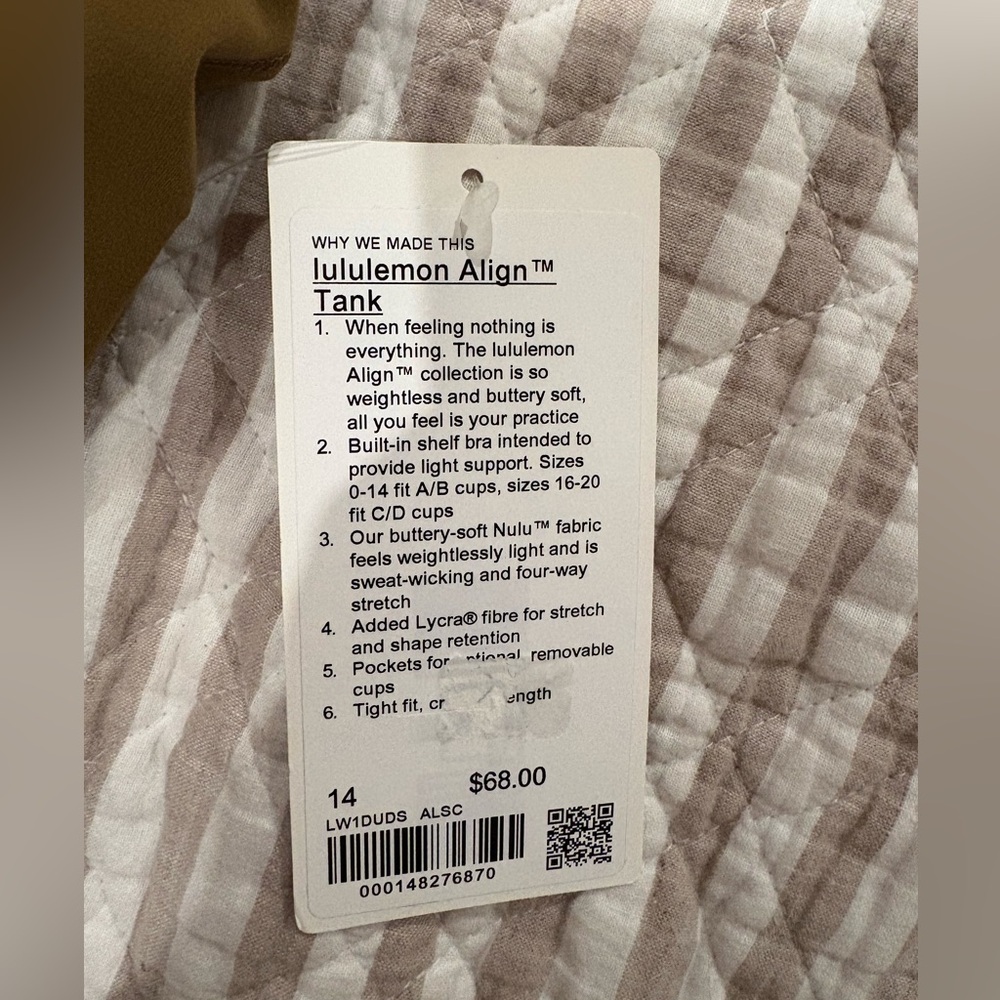 WHY WE MADE THIS
lululemon Align™
Tank
1. When feeling nothing is
everything. The lululemon
Align™ collection is so
weightless and buttery soft,
all you feel is your practice
2. Built-in shelf bra intended to
provide light support. Sizes
0-14 fit A/B cups, sizes 16-20
fit C/D cups
3. Our buttery-soft Nulu™ fabric
feels weightlessly light and is
sweat-wicking and four-way
stretch
4. Added Lycra® fibre for stretch
and shape retention
5. Pockets for removable
cups
6. Tight fit,
14 $68.00
LW1DUDS ALSC
000148276870